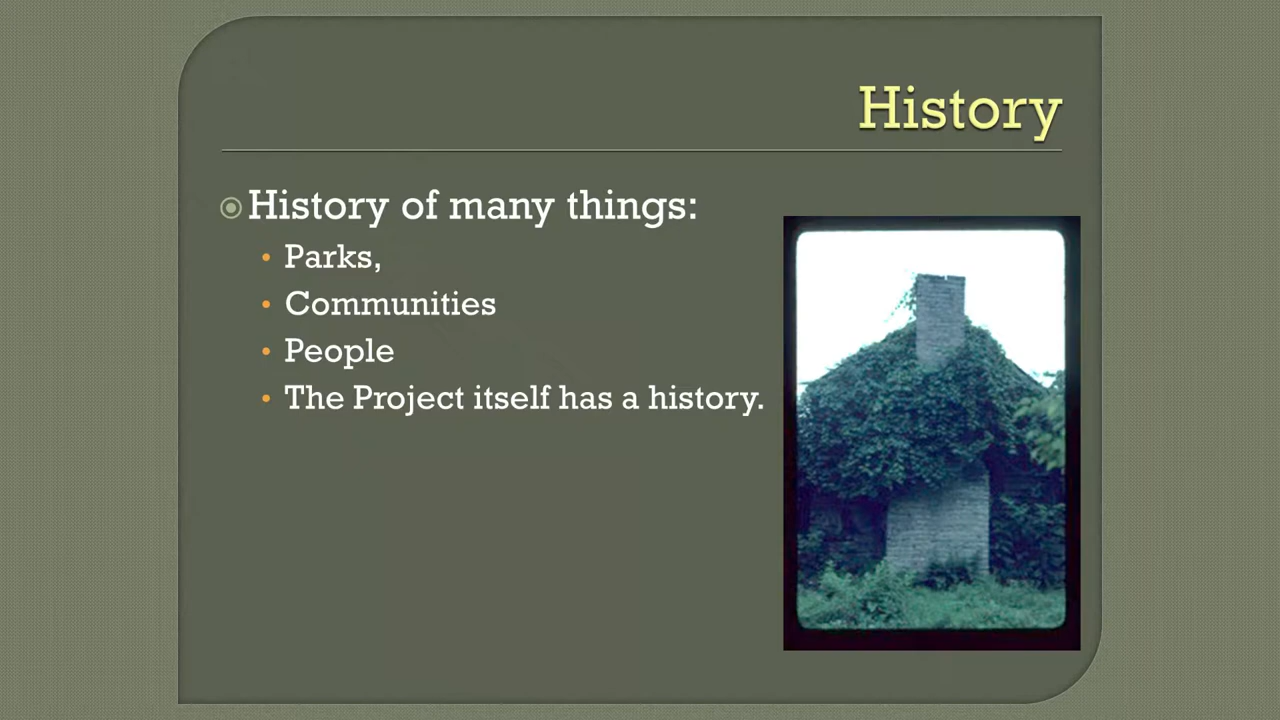 History
History of many things:
Parks,
Communities
People
The Project itself has a history.